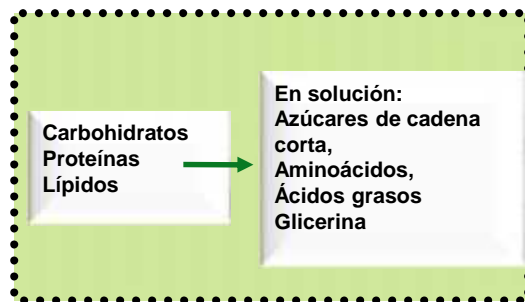 Carbohidratos
Proteínas
Lípidos
En solución:
Azúcares de cadena
corta,
Aminoácidos,
Ácidos grasos
Glicerina